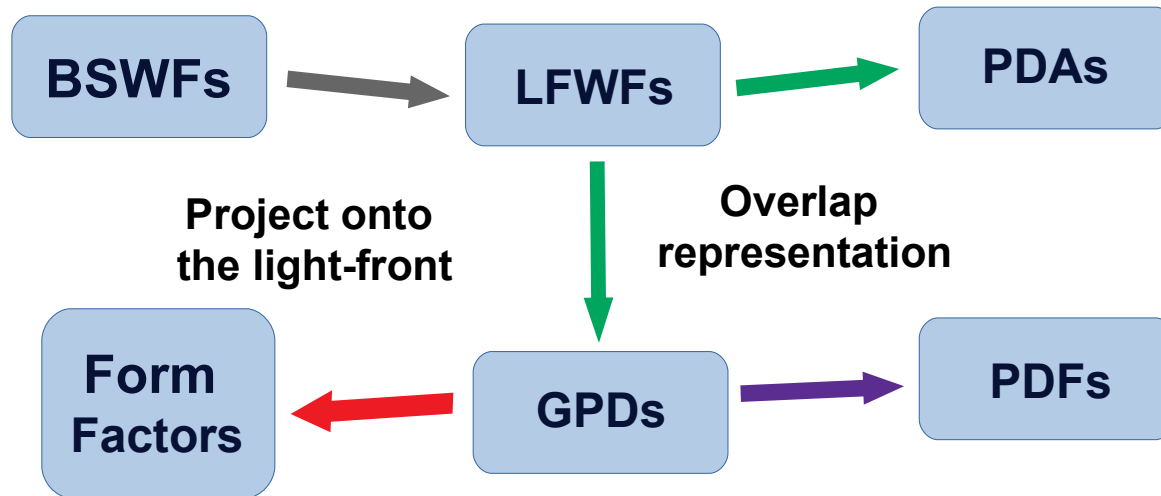 BSWFs
LFWFs
PDAs
Project onto
the light-front
Overlap
representation
Form
Factors
GPDs
PDFs